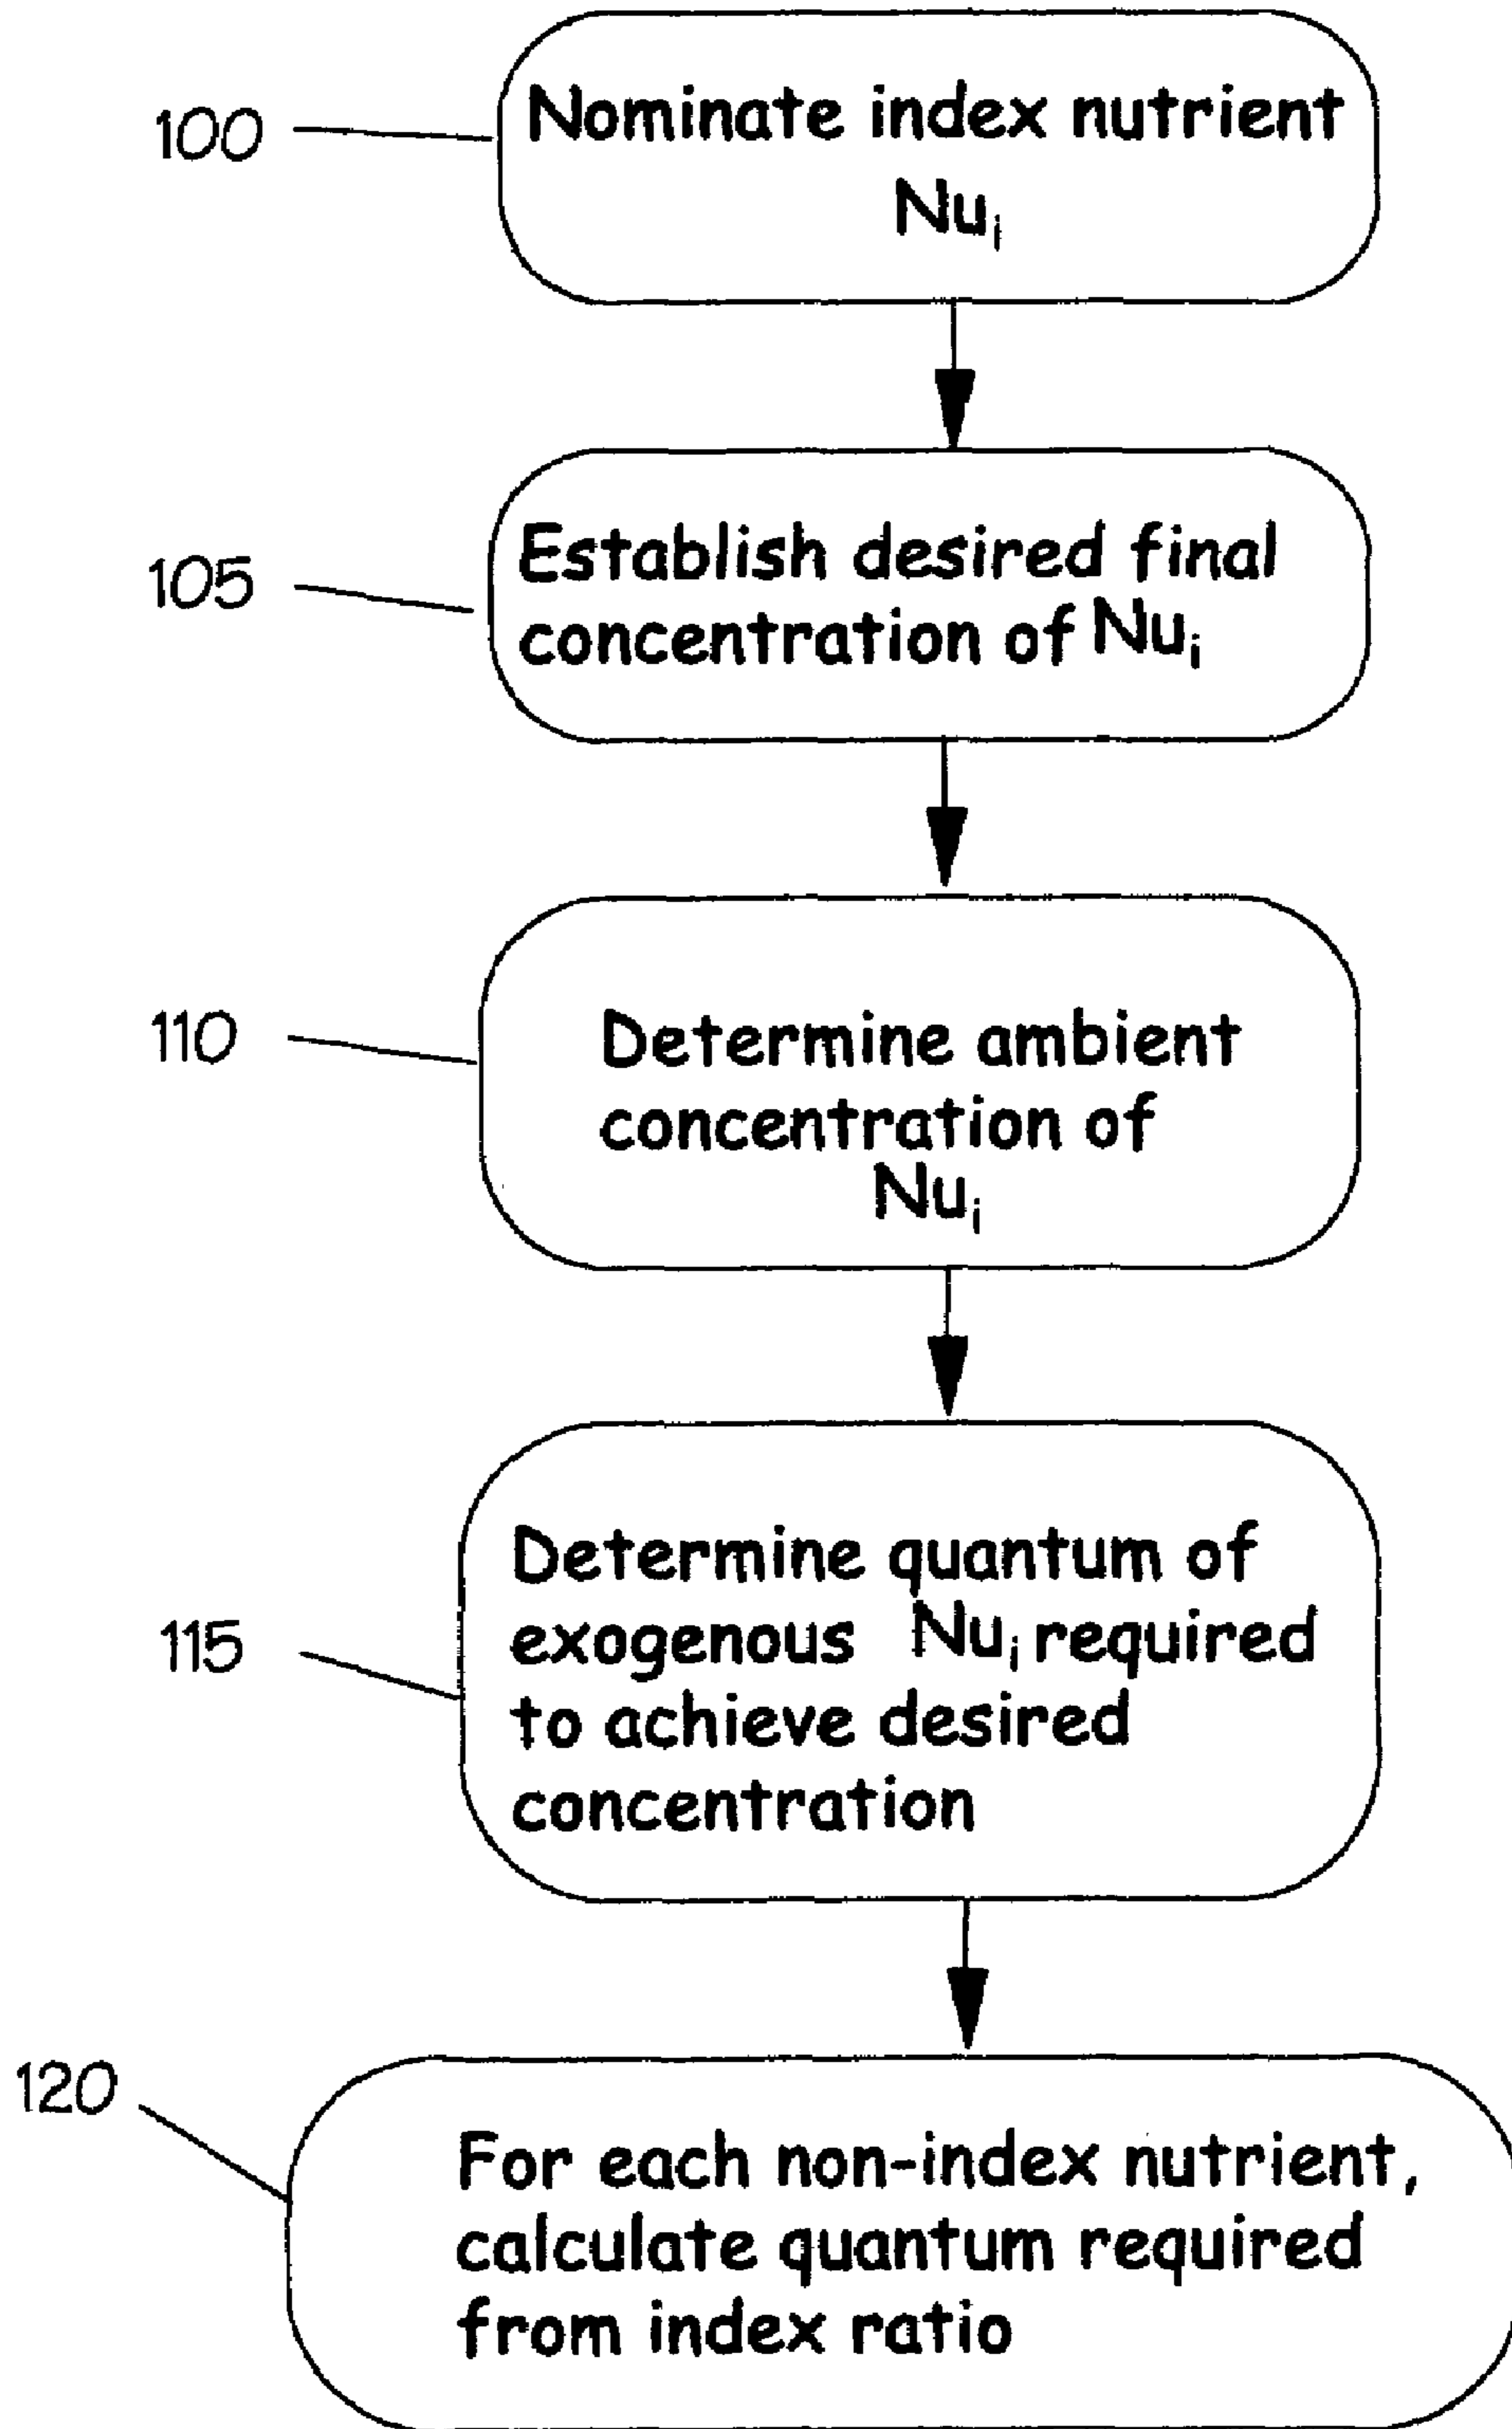 100
Nominate index nutrient
Nuᵢ
105
Establish desired final
concentration of Nuᵢ
110
Determine ambient
concentration of
Nuᵢ
115
Determine quantum of
exogenous Nuᵢ required
to achieve desired
concentration
120
For each non-index nutrient,
calculate quantum required
from index ratio